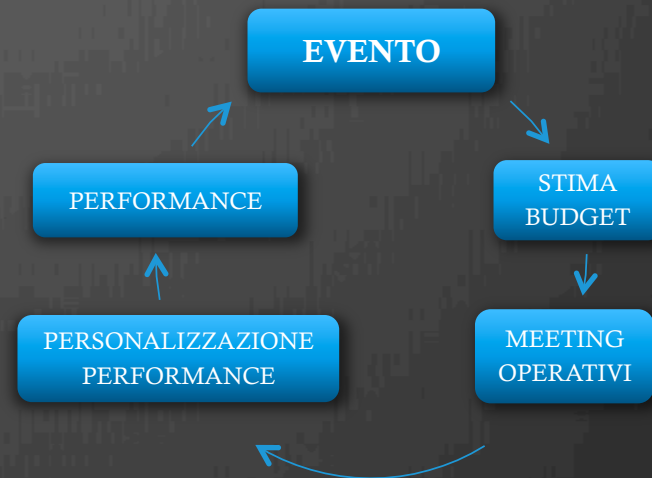 EVENTO
PERFORMANCE
STIMA
BUDGET
PERSONALIZZAZIONE
PERFORMANCE
MEETING
OPERATIVI